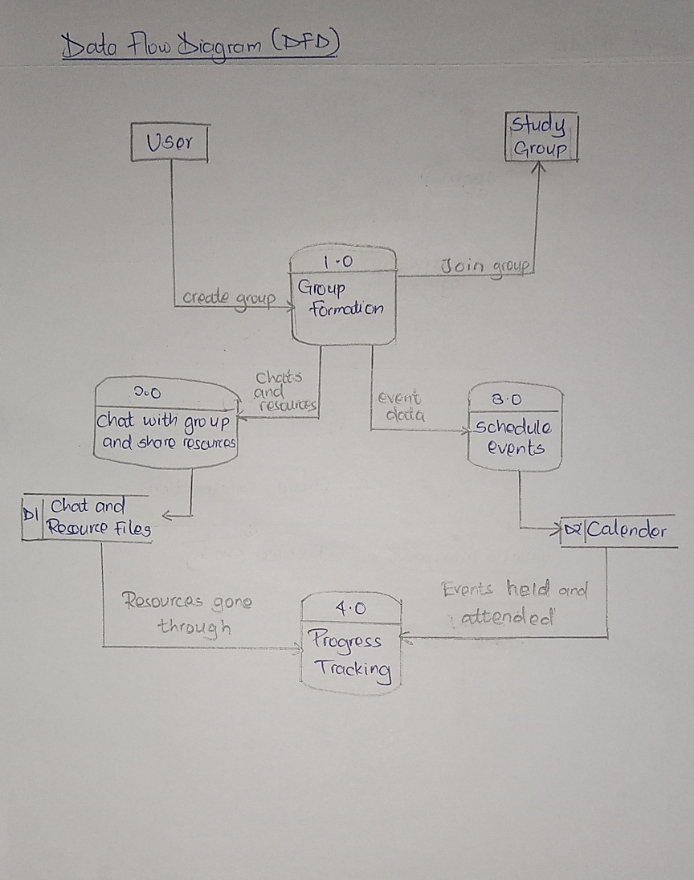 Data Flow Diagram (DFD)
User
Study
Group
1.0
Group
Formation
create group
Join group
chats
and
resources
event
data
2.0
Chat with group
and share resources
3.0
schedule
events
D1
Chat and
Resource Files
D2 Calendor
Resources gone
through
Events held and
attended
4.0
Progress
Tracking